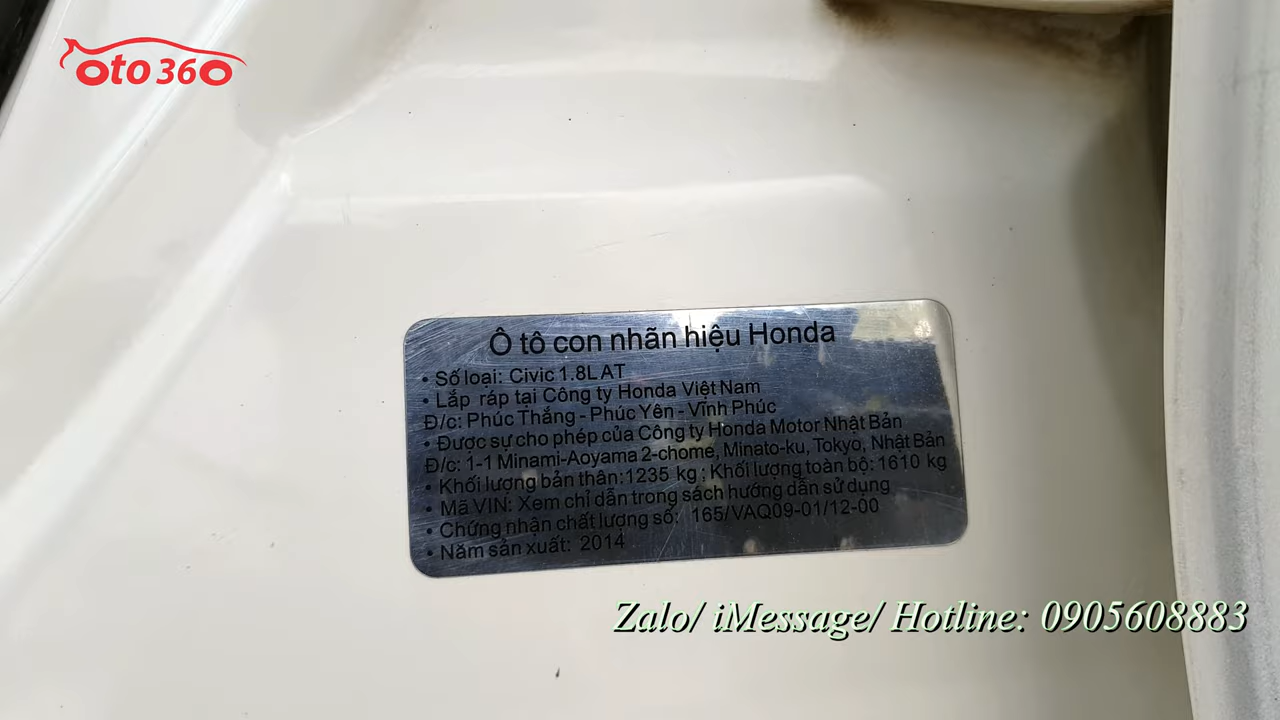 oto 360
Ô tô con nhãn hiệu Honda
• Số loại: Civic 1.8L AT
• Lắp ráp tại Công ty Honda Việt Nam
Đ/c: Phúc Thắng - Phúc Yên - Vĩnh Phúc
• Được sự cho phép của Công ty Honda Motor Nhật Bản
Đ/c: 1-1 Minami-Aoyama 2-chome, Minato-ku, Tokyo, Nhật Bản
• Khối lượng bản thân: 1235 kg ; Khối lượng toàn bộ: 1610 kg
• Mã VIN: Xem chỉ dẫn trong sách hướng dẫn sử dụng
• Chứng nhận chất lượng số: 165/VAQ09-01/12-00
• Năm sản xuất: 2014
Zalo/ iMessage/ Hotline: 0905608883